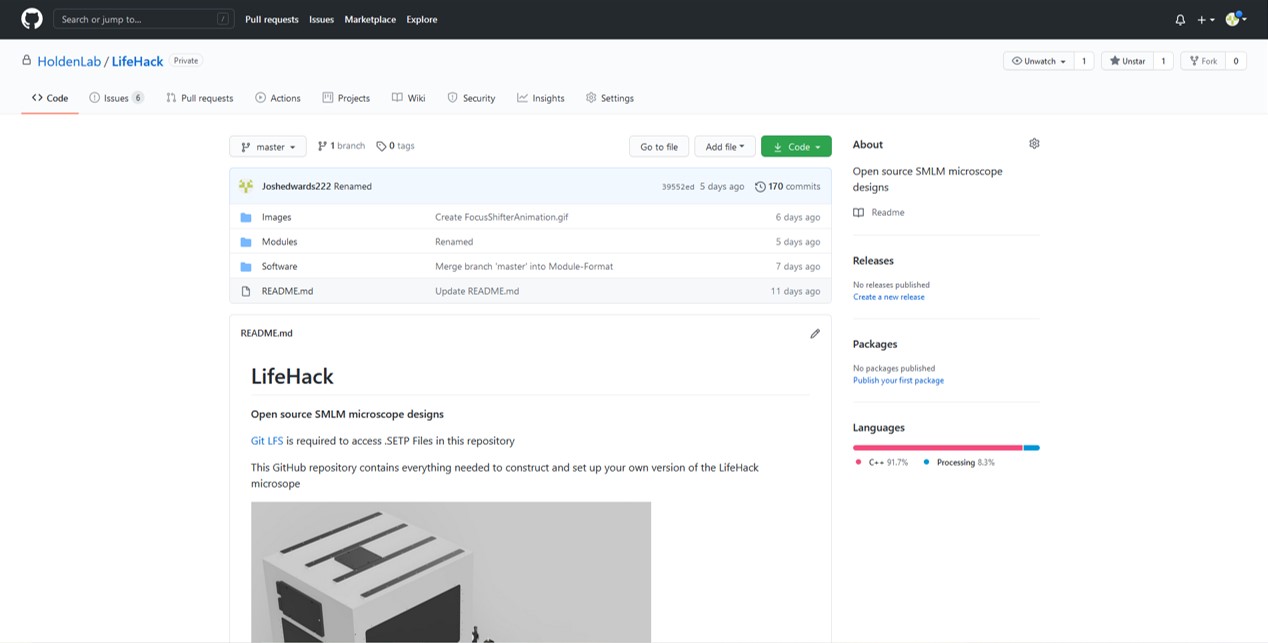 Search or jump to... /
Pull requests Issues Marketplace Explore
HoldenLab / LifeHack Private
Unwatch 1 Unstar 1 Fork 0
Code Issues 6 Pull requests Actions Projects Wiki Security Insights Settings
master 1 branch 0 tags Go to file Add file Code
Joshedwards222 Renamed 39552ed 5 days ago 170 commits
Images Create FocusShifterAnimation.gif 6 days ago
Modules Renamed 5 days ago
Software Merge branch 'master' into Module-Format 7 days ago
README.md Update README.md 11 days ago
README.md
LifeHack
Open source SMLM microscope designs
Git LFS is required to access .SETP Files in this repository
This GitHub repository contains everything needed to construct and set up your own version of the LifeHack
microsope
About
Open source SMLM microscope
designs
Readme
Releases
No releases published
Create a new release
Packages
No packages published
Publish your first package
Languages
C++ 91.7% Processing 8.3%